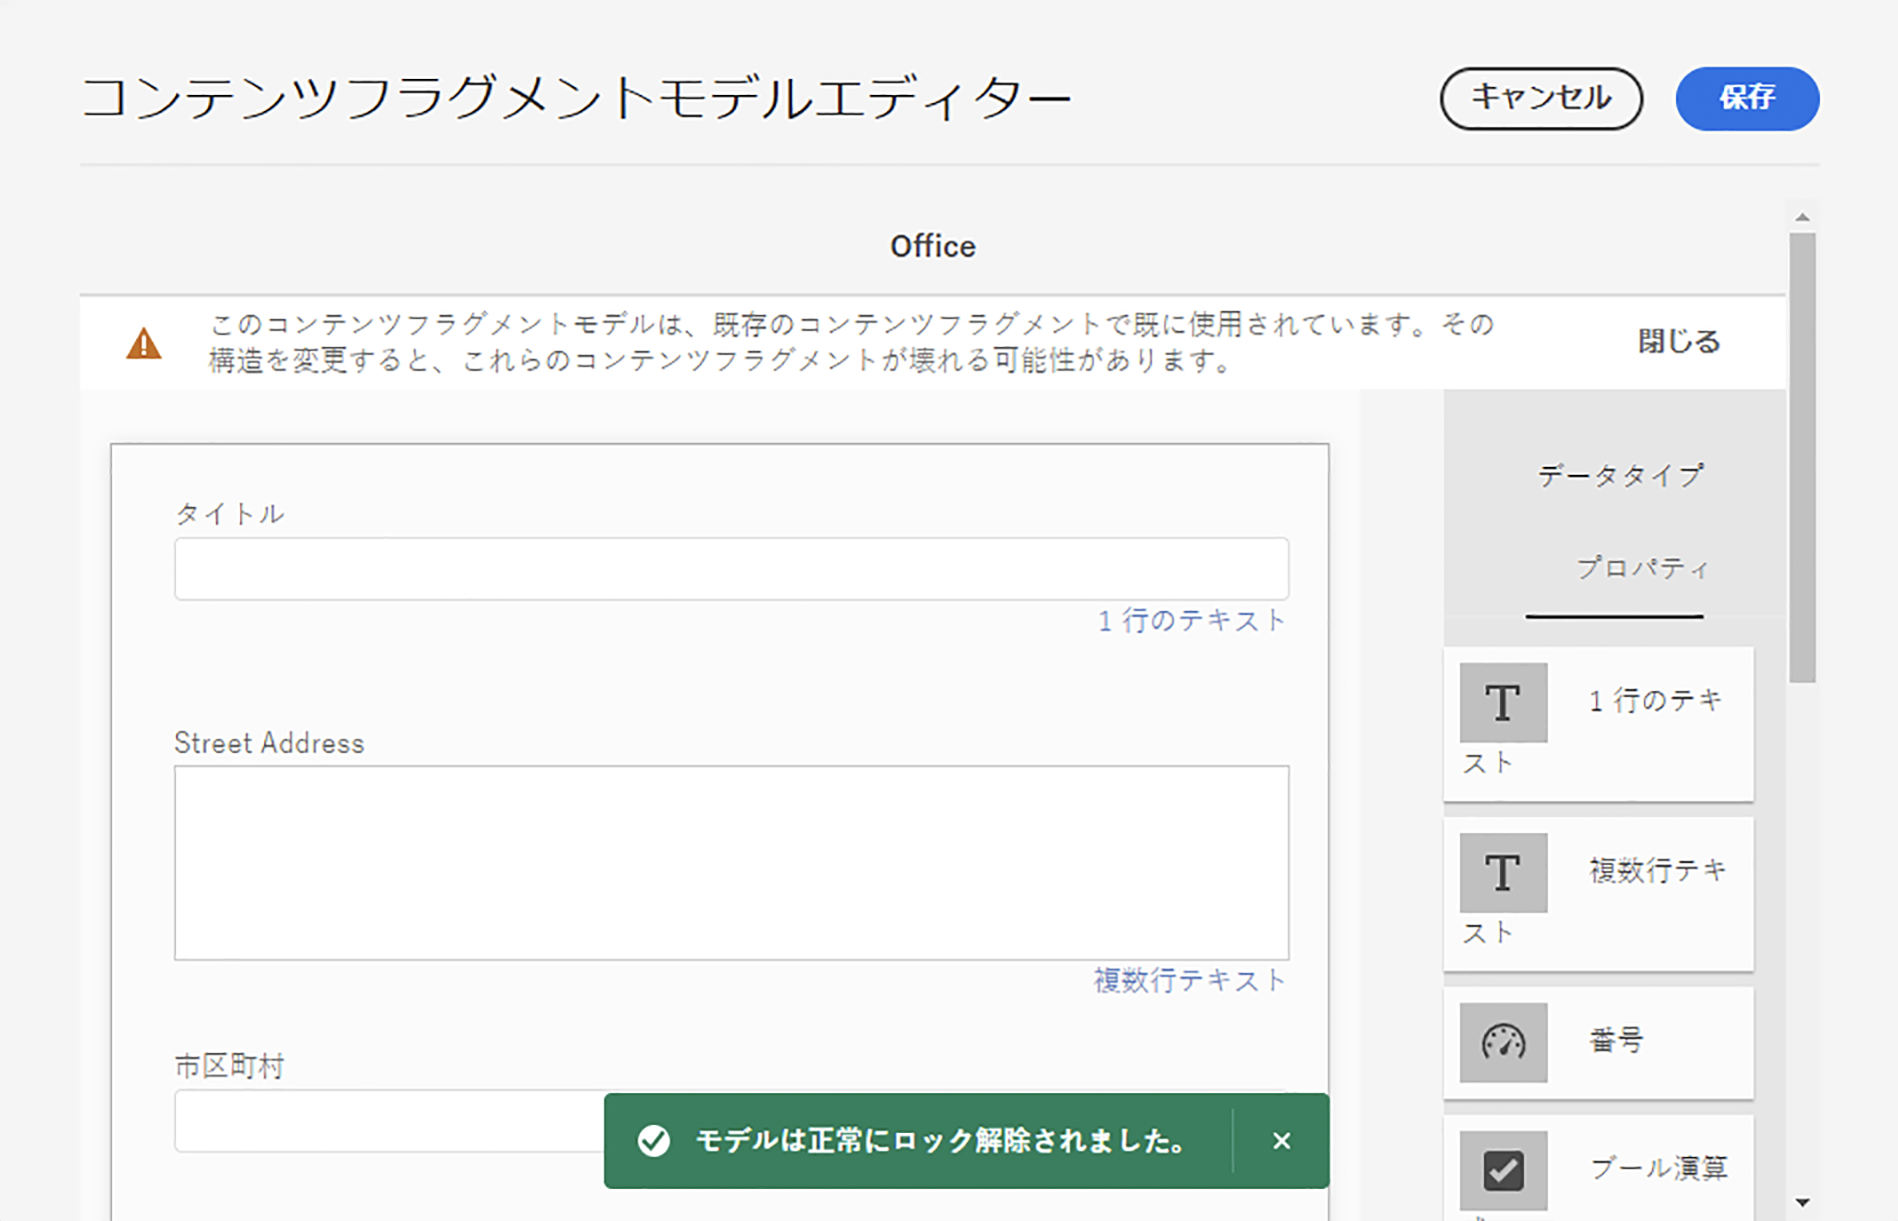 コンテンツフラグメントモデルエディター
キャンセル
保存
Office
このコンテンツフラグメントモデルは、既存のコンテンツフラグメントで既に使用されています。その
構造を変更すると、これらのコンテンツフラグメントが壊れる可能性があります。
閉じる
データタイプ
プロパティ
タイトル
1 行のテキスト
Street Address
複数行テキスト
市区町村
モデルは正常にロック解除されました。
1 行のテキ
スト
複数行テキ
スト
番号
ブール演算